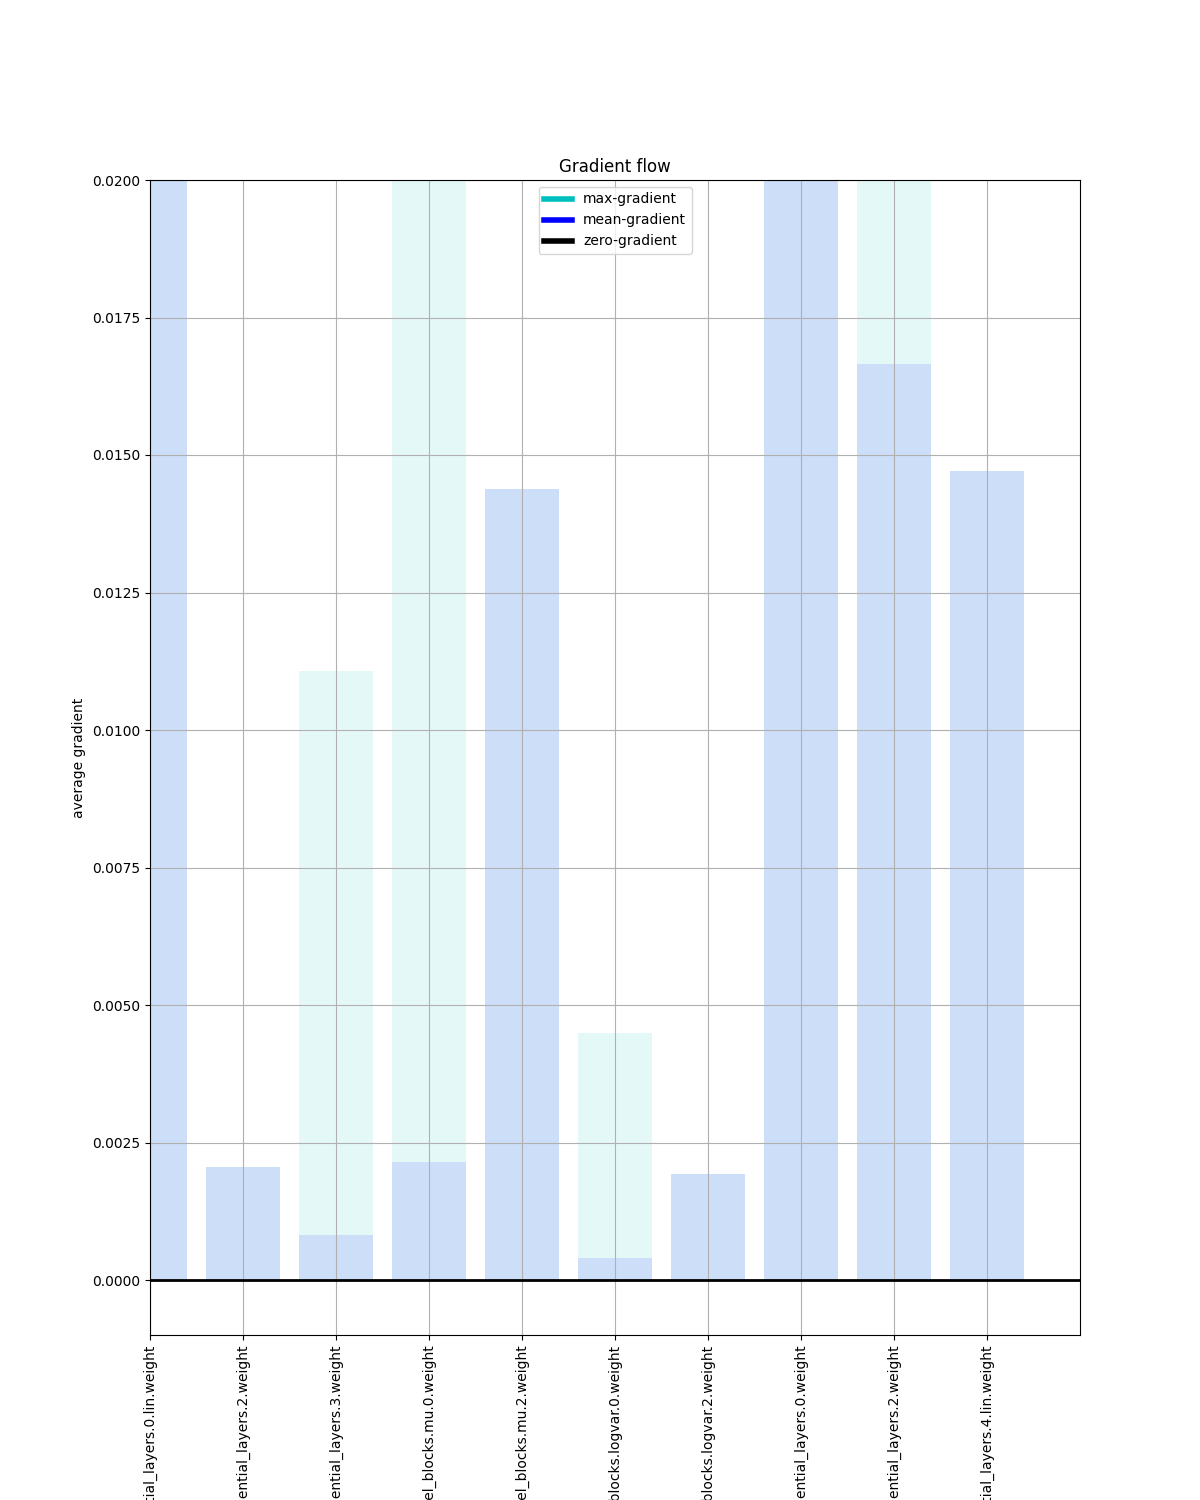 Gradient flow
max-gradient
mean-gradient
zero-gradient
0.0200
0.0175
0.0150
0.0125
0.0100
0.0075
0.0050
0.0025
0.0000
average gradient
tial_layers.0.lin.weight
ential_layers.2.weight
ential_layers.3.weight
el_blocks.mu.0.weight
el_blocks.mu.2.weight
blocks.logvar.0.weight
blocks.logvar.2.weight
ential_layers.0.weight
ential_layers.2.weight
tial_layers.4.lin.weight